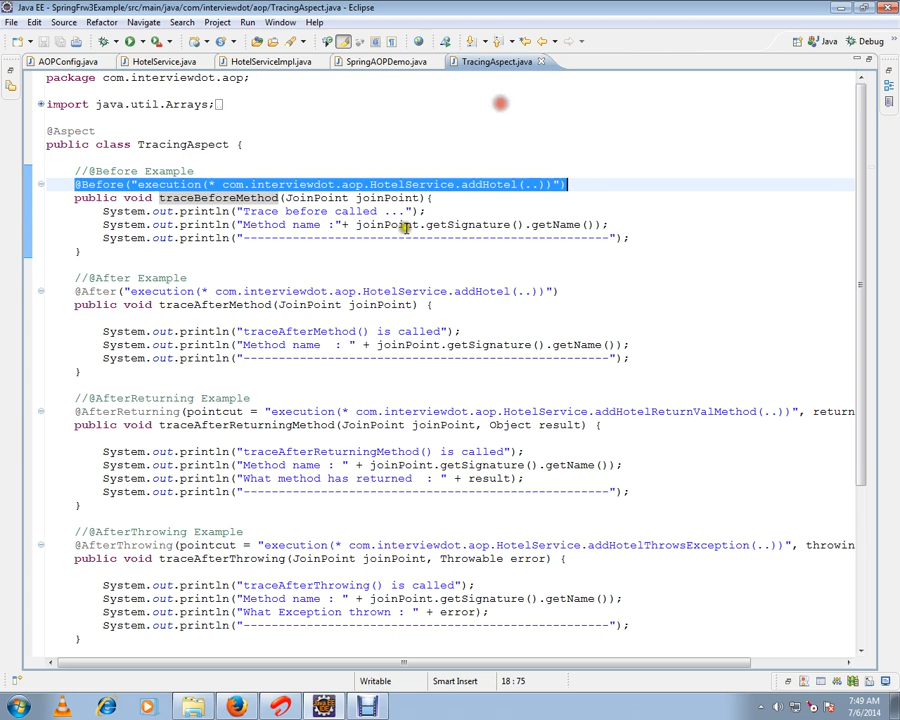 Java EE - SpringFrw3Example/src/main/java/com/interviewdot/aop/TracingAspect.java - Eclipse
File Edit Source Refactor Navigate Search Project Run Window Help
Java Debug
AOPConfig.java HotelService.java HotelServiceImpl.java SpringAOPDemo.java TracingAspect.java
package com.interviewdot.aop;
import java.util.Arrays;
@Aspect
public class TracingAspect {
//@Before Example
@Before("execution(* com.interviewdot.aop.HotelService.addHotel(..))")
public void traceBeforeMethod(JoinPoint joinPoint){
System.out.println("Trace before called ...");
System.out.println("Method name :"+ joinPoint.getSignature().getName());
System.out.println("------------------------------------------------------");
}
//@After Example
@After("execution(* com.interviewdot.aop.HotelService.addHotel(..))")
public void traceAfterMethod(JoinPoint joinPoint) {
System.out.println("traceAfterMethod() is called");
System.out.println("Method name  : " + joinPoint.getSignature().getName());
System.out.println("------------------------------------------------------");
}
//@AfterReturning Example
@AfterReturning(pointcut = "execution(* com.interviewdot.aop.HotelService.addHotelReturnValMethod(..))", return
public void traceAfterReturningMethod(JoinPoint joinPoint, Object result) {
System.out.println("traceAfterReturningMethod() is called");
System.out.println("Method name : " + joinPoint.getSignature().getName());
System.out.println("What method has returned  : " + result);
System.out.println("------------------------------------------------------");
}
//@AfterThrowing Example
@AfterThrowing(pointcut = "execution(* com.interviewdot.aop.HotelService.addHotelThrowsException(..))", throwin
public void traceAfterThrowing(JoinPoint joinPoint, Throwable error) {
System.out.println("traceAfterThrowing() is called");
System.out.println("Method name : " + joinPoint.getSignature().getName());
System.out.println("What Exception thrown : " + error);
System.out.println("------------------------------------------------------");
}
Writable Smart Insert 18 : 75
7:49 AM
7/6/2014